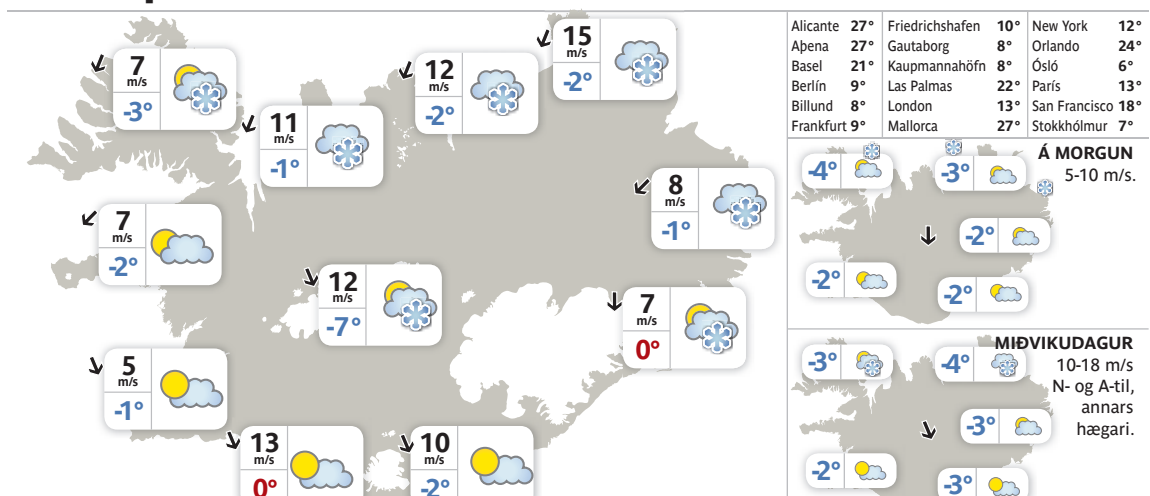 15
m/s
-2°
7
m/s
-3°
12
m/s
-2°
11
m/s
-1°
8
m/s
-1°
7
m/s
-2°
12
m/s
-7°
7
m/s
0°
5
m/s
-1°
13
m/s
0°
10
m/s
-2°
Alicante 27°
Aþena 27°
Basel 21°
Berlín 9°
Billund 8°
Frankfurt 9°
Friedrichshafen 10°
Gautaborg 8°
Kaupmannahöfn 8°
Las Palmas 22°
London 13°
Mallorca 27°
New York 12°
Orlando 24°
Ósló 6°
París 13°
San Francisco 18°
Stokkhólmur 7°
Á MORGUN
5-10 m/s.
-4°
-3°
-2°
-2°
-2°
MIÐVIKUDAGUR
10-18 m/s
N- og A-til,
annars
hægari.
-3°
-4°
-3°
-2°
-3°